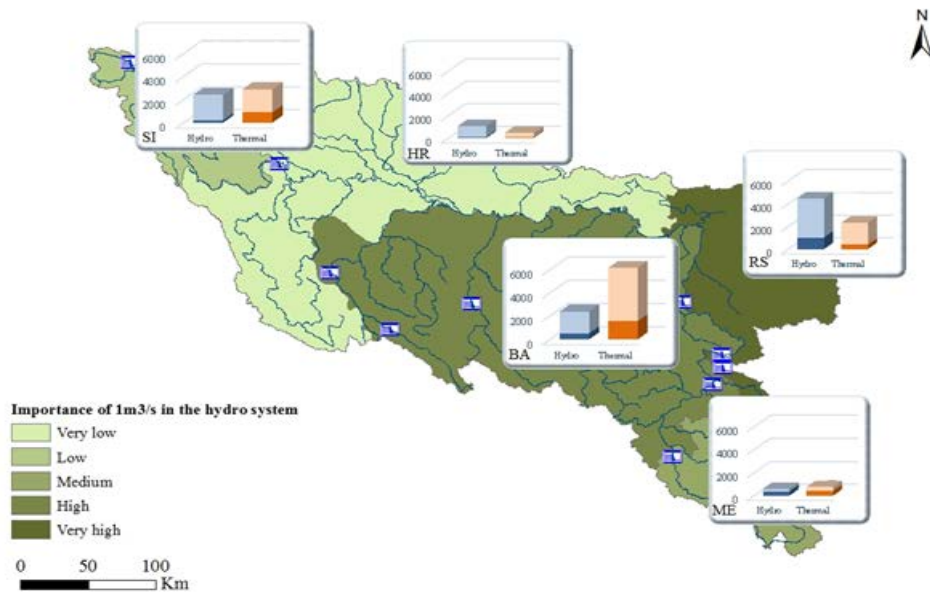 N
6000
4000
2000
0
Hydro Thermal
SI
6000
4000
2000
0
Hydro Thermal
HR
6000
4000
2000
0
Hydro Thermal
RS
6000
4000
2000
0
Hydro Thermal
BA
6000
4000
2000
0
Hydro Thermal
ME
Importance of 1m3/s in the hydro system
Very low
Low
Medium
High
Very high
0 50 100
Km